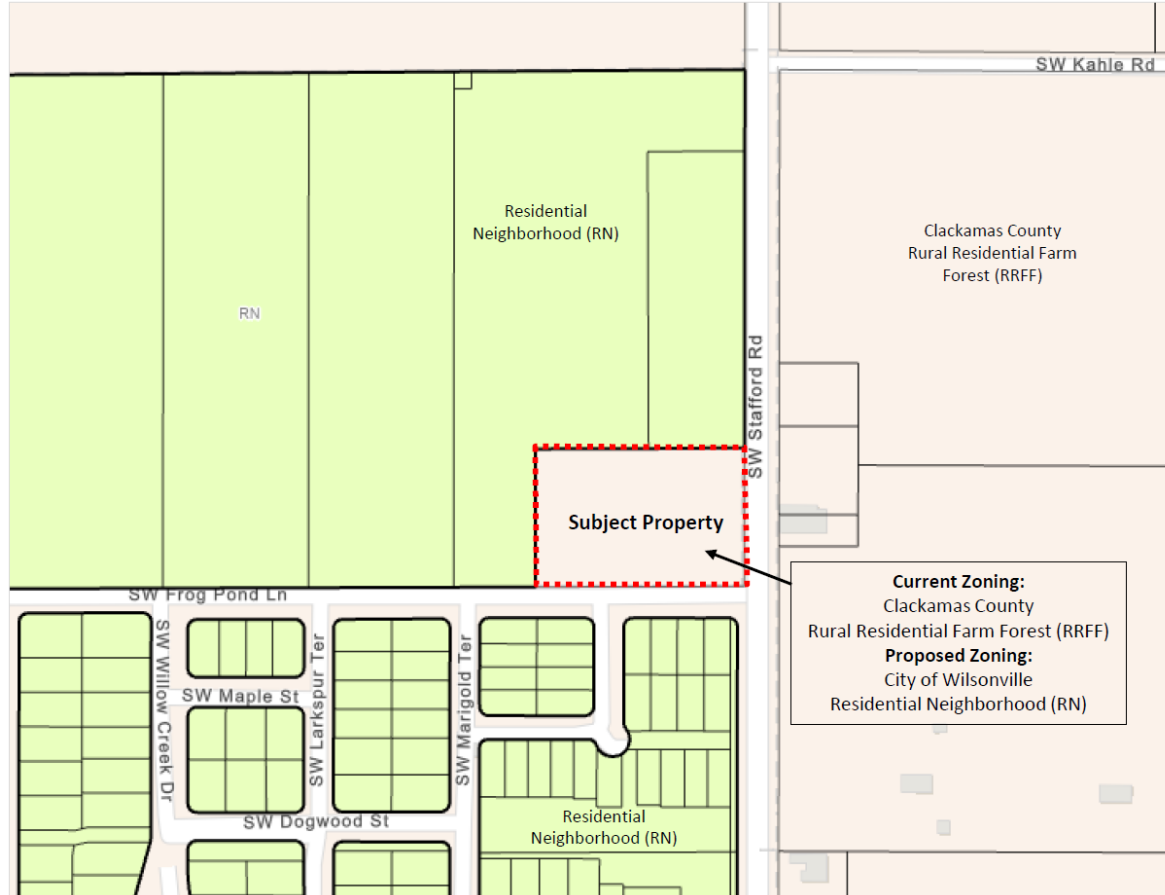 SW Kahle Rd
Residential
Neighborhood (RN)
Clackamas County
Rural Residential Farm
Forest (RRFF)
RN
SW Stafford Rd
Subject Property
Current Zoning:
Clackamas County
Rural Residential Farm Forest (RRFF)
Proposed Zoning:
City of Wilsonville
Residential Neighborhood (RN)
SW Frog Pond Ln
SW Willow Creek Dr
SW Maple St
SW Larkspur Ter
SW Marigold Ter
SW Dogwood St
Residential
Neighborhood (RN)